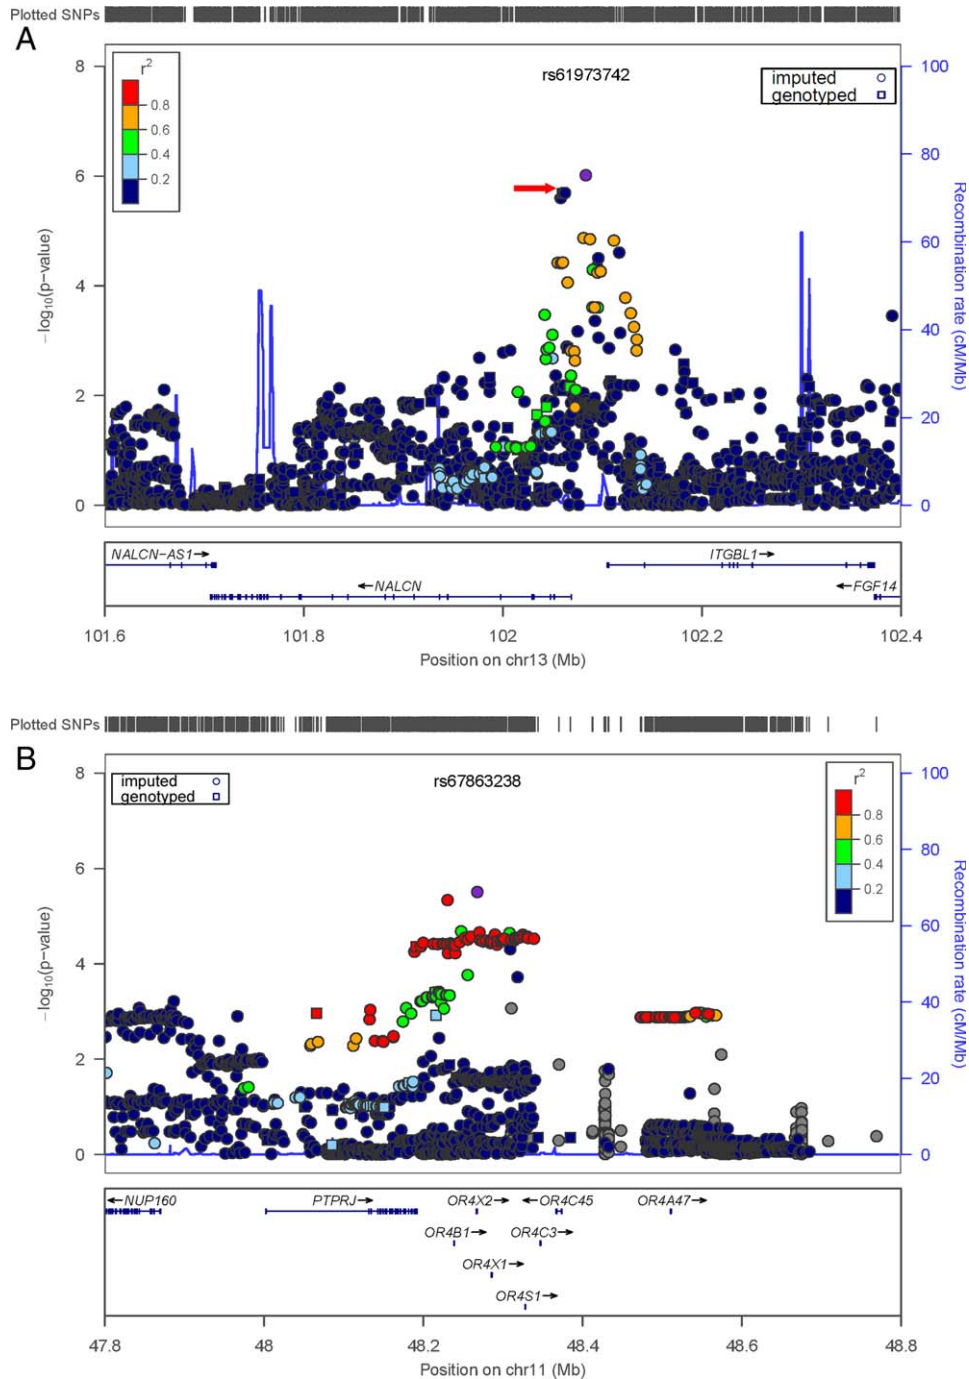 Plotted SNPs
A
r2
0.8
0.6
0.4
0.2
rs61973742
imputed
genotyped
8
6
4
2
0
100
80
60
40
20
0
−log10(p−value)
Recombination rate (cM/Mb)
NALCN−AS1→
ITGBL1→
←NALCN
←FGF14
101.6 101.8 102 102.2 102.4
Position on chr13 (Mb)
Plotted SNPs
B
imputed
genotyped
rs67863238
r2
0.8
0.6
0.4
0.2
8
6
4
2
0
100
80
60
40
20
0
−log10(p−value)
Recombination rate (cM/Mb)
←NUP160 PTPRJ→ OR4X2→ ←OR4C45 OR4A47→
OR4B1→ OR4C3→
OR4X1→
OR4S1→
47.8 48 48.2 48.4 48.6 48.8
Position on chr11 (Mb)